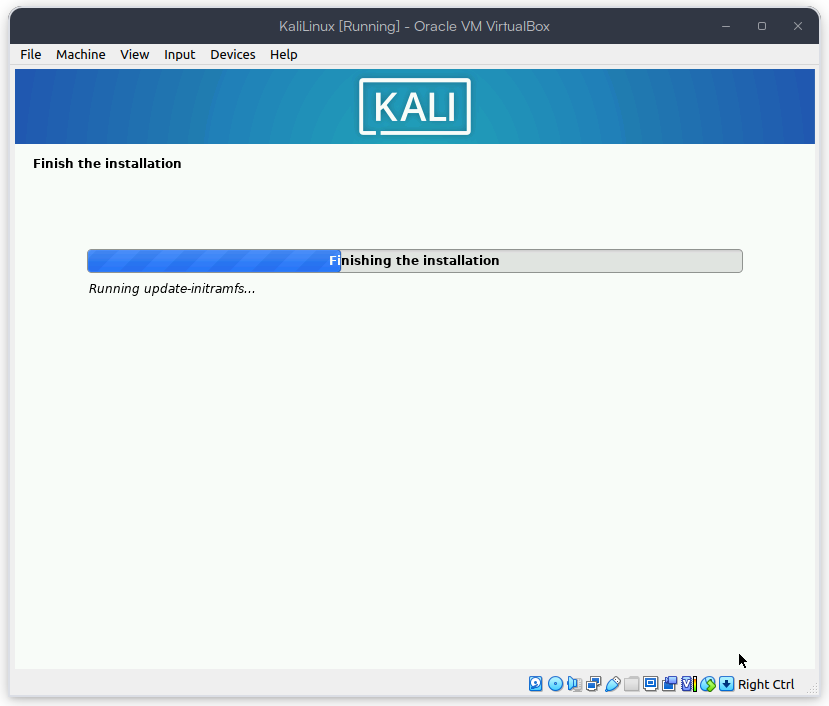 KaliLinux [Running] - Oracle VM VirtualBox
File Machine View Input Devices Help
KALI
Finish the installation
Finishing the installation
Running update-initramfs...
Right Ctrl